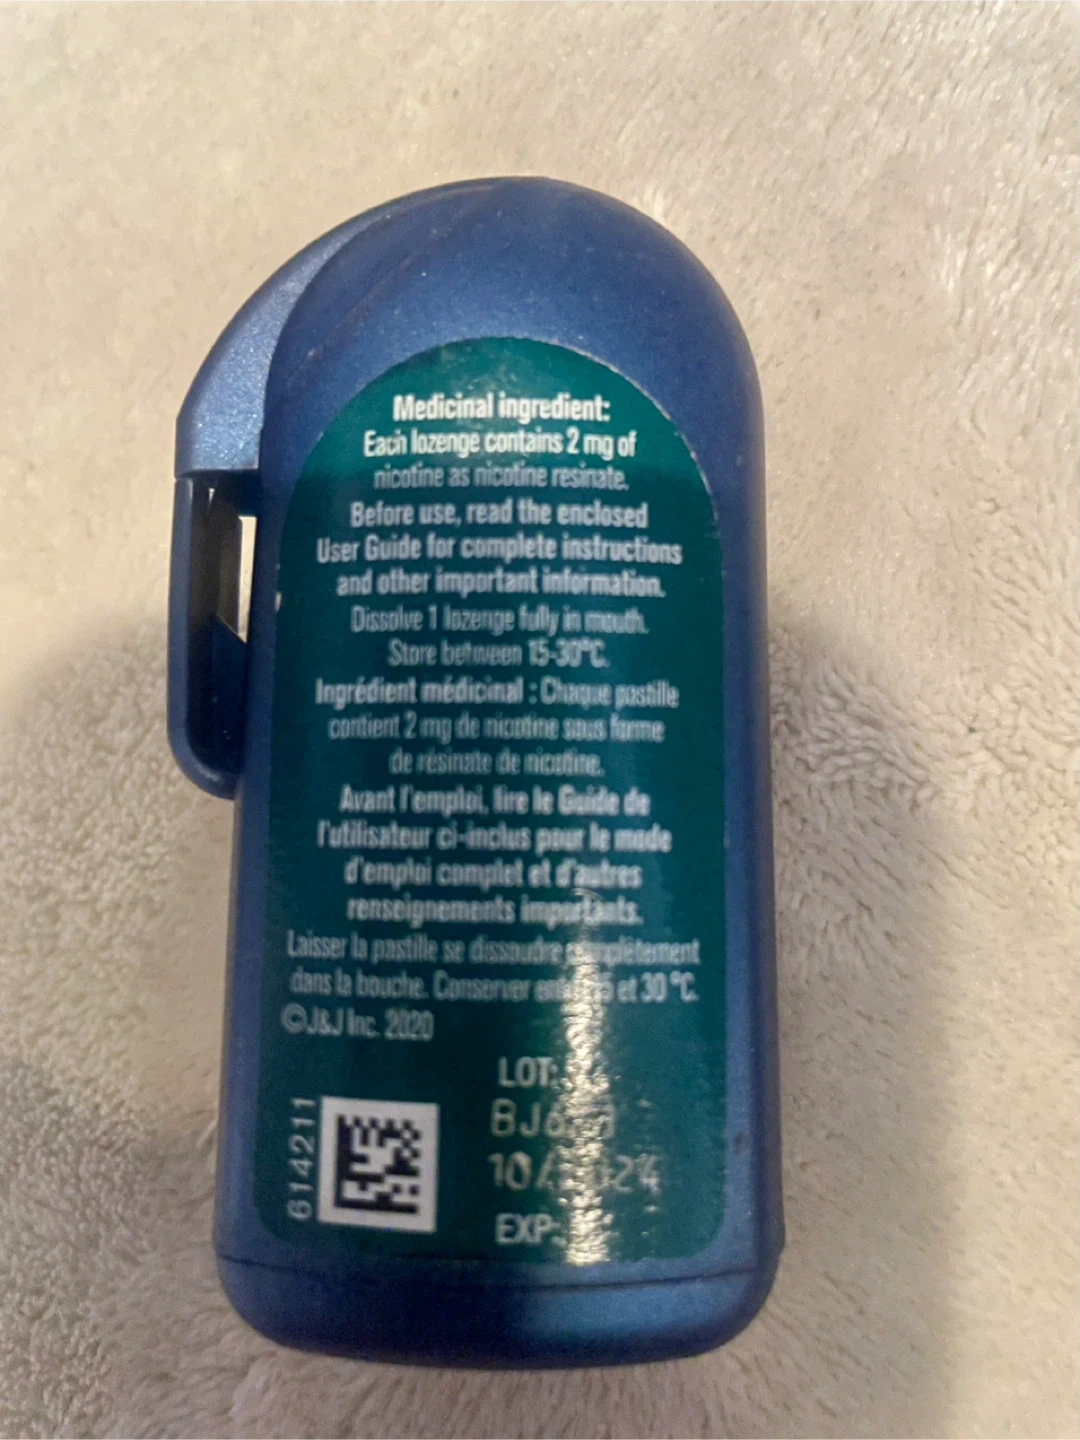 Medicinal ingredient:
Each lozenge contains 2 mg of
nicotine as nicotine resinate.
Before use, read the enclosed
User Guide for complete instructions
and other important information.
Dissolve 1 lozenge fully in mouth.
Store between 15-30°C.
Ingrédient médicinal : Chaque pastille
contient 2 mg de nicotine sous forme
de résinate de nicotine.
Avant l'emploi, lire le Guide de
l'utilisateur ci-inclus pour le mode
d'emploi complet et d'autres
renseignements importants.
Laisser la pastille se dissoudre complètement
dans la bouche. Conserver et 30 °C.
©J&J Inc. 2020
LOT:
EXP:
614211